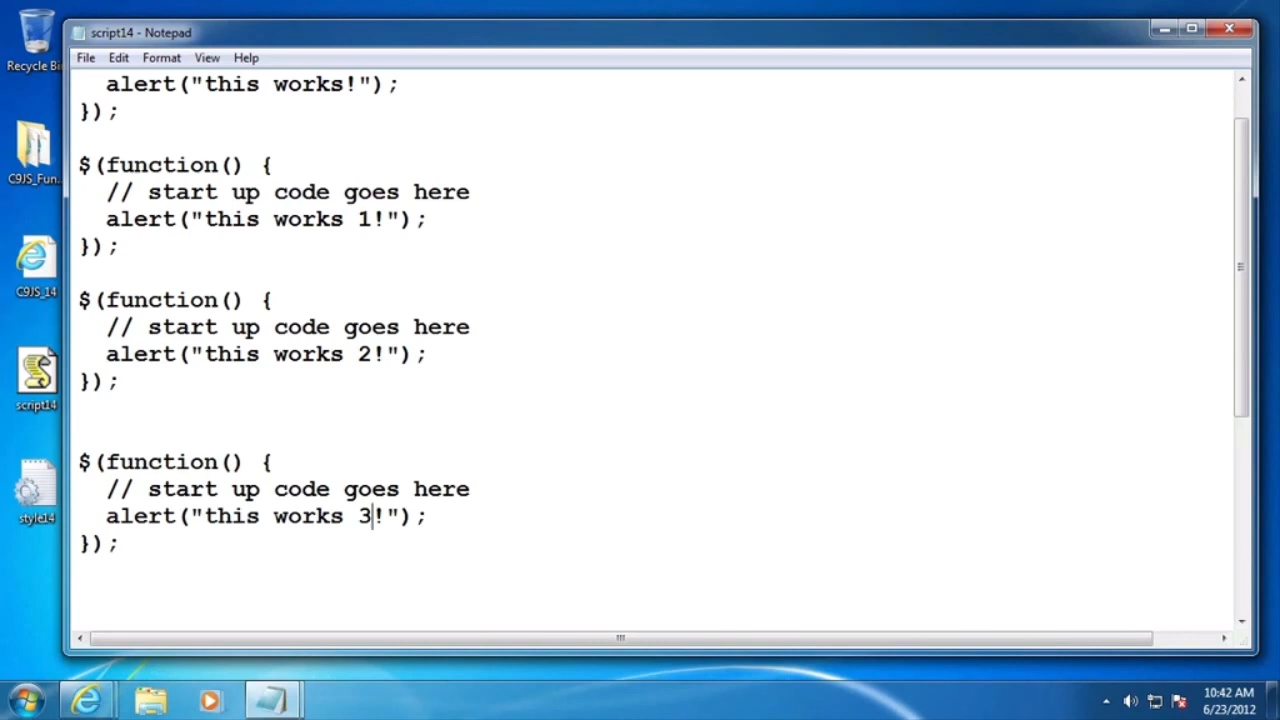 Recycle Bi
script14 - Notepad
File Edit Format View Help
alert("this works!");
});
$(function() {
// start up code goes here
alert("this works 1!");
});
$(function() {
// start up code goes here
alert("this works 2!");
});
$(function() {
// start up code goes here
alert("this works 3!");
});
C9JS_Fun...
C9JS_14
script14
style14
10:42 AM
6/23/2012